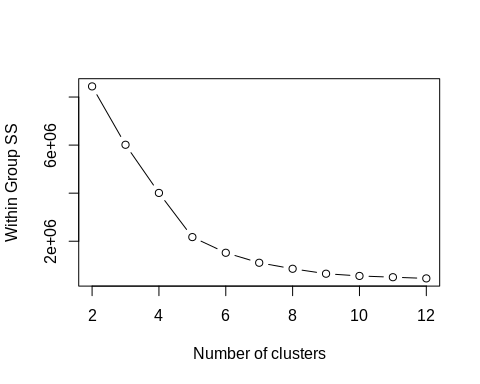 Within Group SS
6e+06
2e+06
2 4 6 8 10 12
Number of clusters